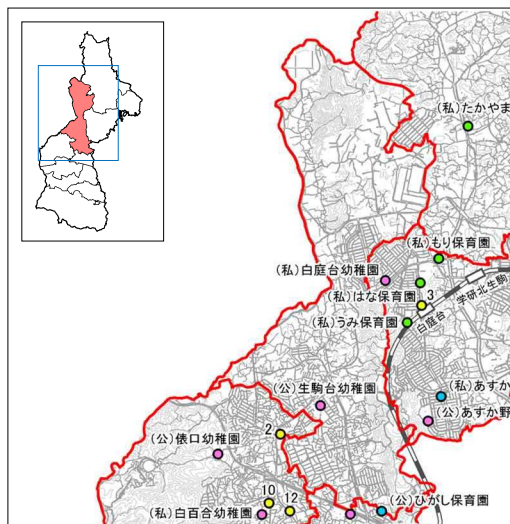 (私)たかやま
(私)もり保育園
(私)白庭台幼稚園
(私)はな保育園
3
学研北生駒
白庭台
(私)うみ保育園
(公)生駒台幼稚園
(私)あすか
(公)あすか野
2
(公)俵口幼稚園
10
12
(公)ひがし保育園
(私)白百合幼稚園